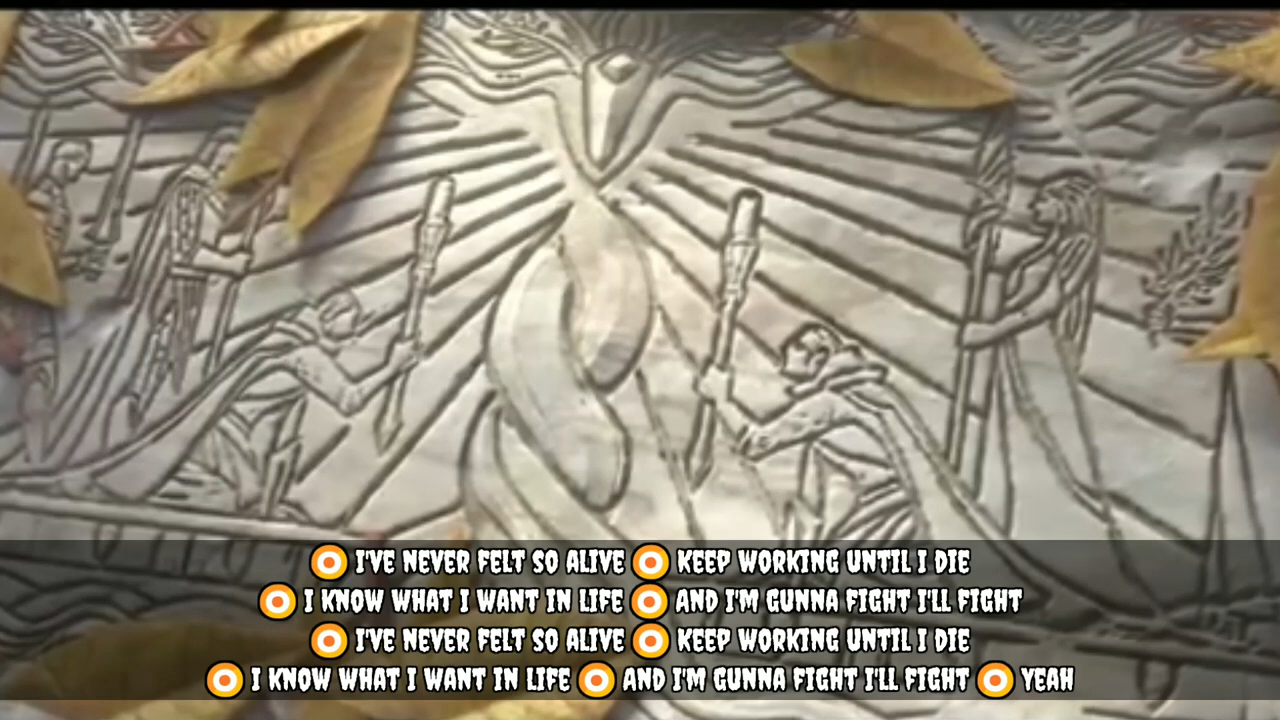 I'VE NEVER FELT SO ALIVE KEEP WORKING UNTIL I DIE
I KNOW WHAT I WANT IN LIFE AND I'M GUNNA FIGHT I'LL FIGHT
I'VE NEVER FELT SO ALIVE KEEP WORKING UNTIL I DIE
I KNOW WHAT I WANT IN LIFE AND I'M GUNNA FIGHT I'LL FIGHT YEAH